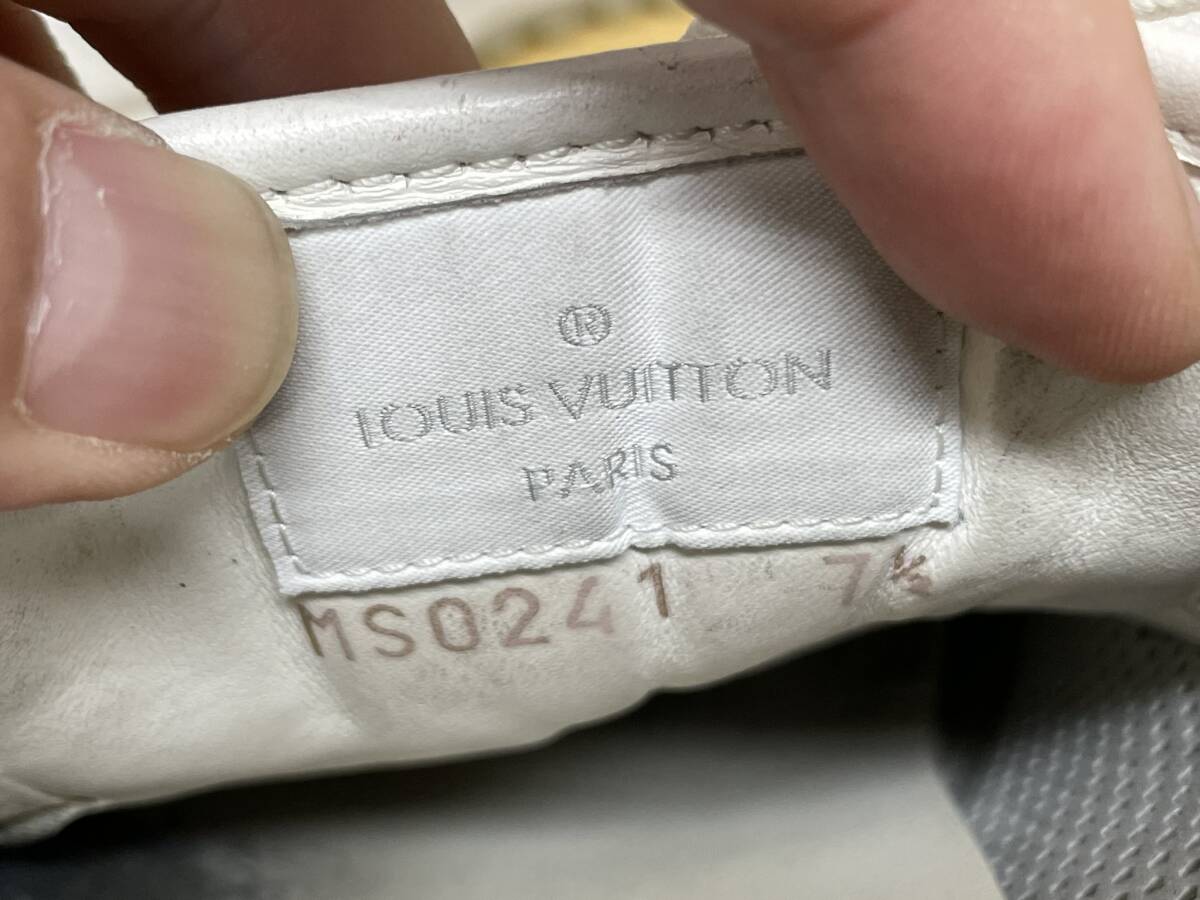 ®
LOUIS VUITTON
PARIS
MS0241 7½